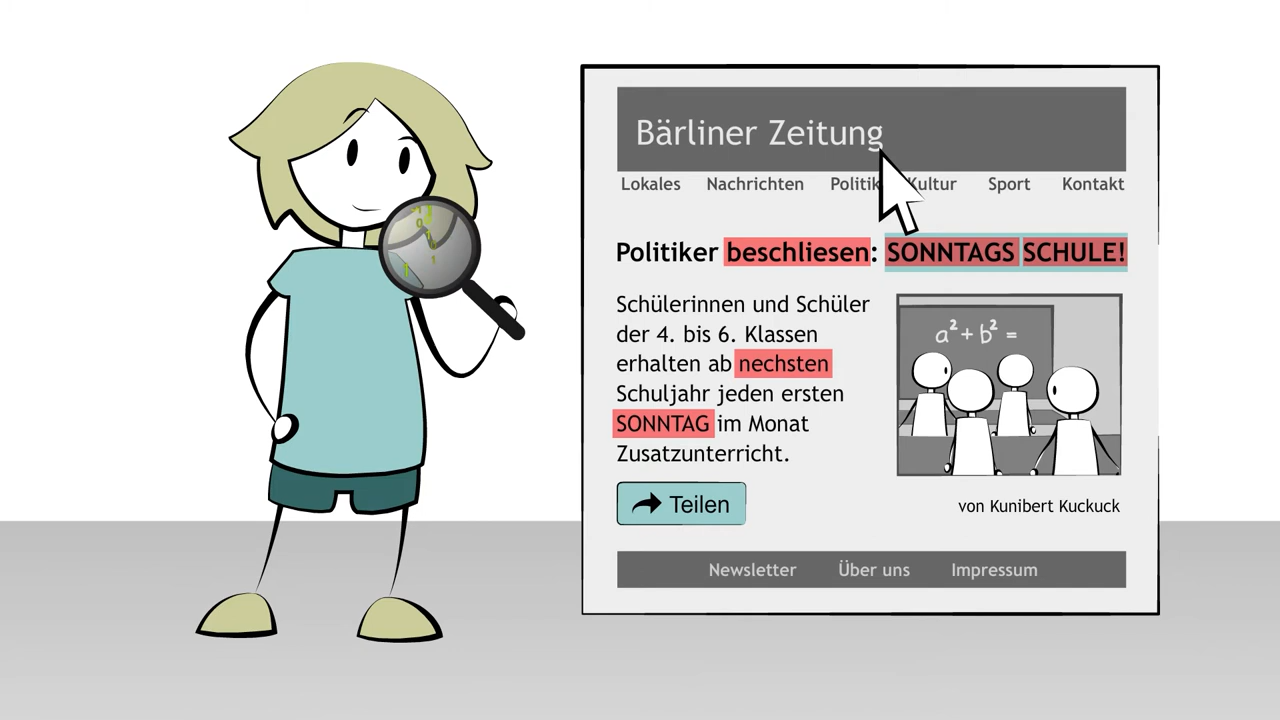 Bärliner Zeitung
Lokales Nachrichten Politik Kultur Sport Kontakt
Politiker beschliesen: SONNTAGS SCHULE!
Schülerinnen und Schüler
der 4. bis 6. Klassen
erhalten ab nechsten
Schuljahr jeden ersten
SONNTAG im Monat
Zusatzunterricht.
a² + b² =
Teilen
von Kunibert Kuckuck
Newsletter Über uns Impressum